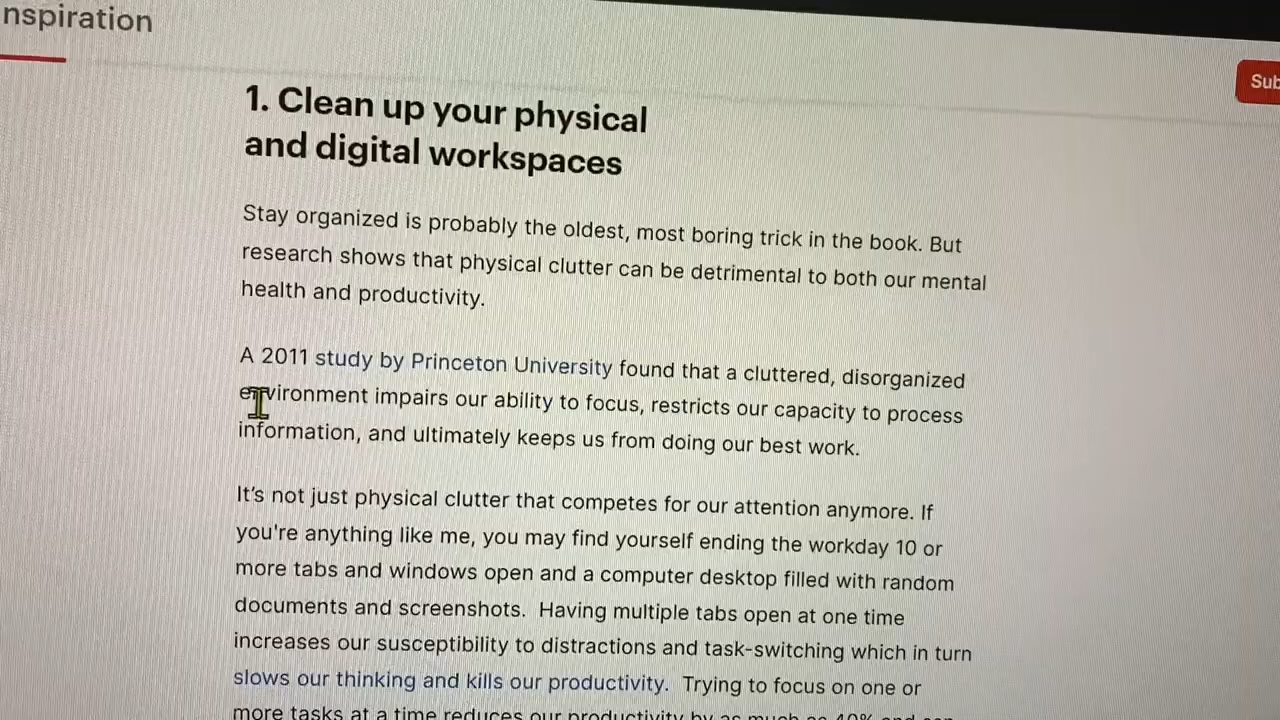 nspiration
Sub
1. Clean up your physical
and digital workspaces
Stay organized is probably the oldest, most boring trick in the book. But
research shows that physical clutter can be detrimental to both our mental
health and productivity.
A 2011 study by Princeton University found that a cluttered, disorganized
environment impairs our ability to focus, restricts our capacity to process
information, and ultimately keeps us from doing our best work.
It's not just physical clutter that competes for our attention anymore. If
you're anything like me, you may find yourself ending the workday 10 or
more tabs and windows open and a computer desktop filled with random
documents and screenshots. Having multiple tabs open at one time
increases our susceptibility to distractions and task-switching which in turn
slows our thinking and kills our productivity. Trying to focus on one or
more tasks at a time reduces our productivity by as much as 40% and can